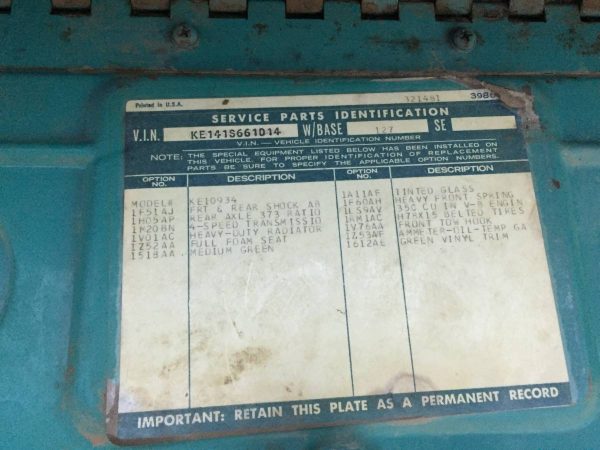 Printed in U.S.A.
321481 3986
SERVICE PARTS IDENTIFICATION
V.I.N. KE141S661014 W/BASE 127 SE
V.I.N. — VEHICLE IDENTIFICATION NUMBER
NOTE: THE SPECIAL EQUIPMENT LISTED BELOW HAS BEEN INSTALLED ON
THIS VEHICLE. FOR PROPER IDENTIFICATION OF REPLACEMENT
PARTS BE SURE TO SPECIFY THE APPLICABLE OPTION NUMBERS.
OPTION NO. DESCRIPTION
MODEL# KE10934
1F51AJ FRT & REAR SHOCK AB
1H05AP REAR AXLE 373 RATIO
1M20BN 4-SPEED TRANSMISSIO
1V01AC HEAVY-DUTY RADIATOR
1Z52AA FULL FOAM SEAT
1518AA MEDIUM GREEN
OPTION NO. DESCRIPTION
1A11AF TINTED GLASS
1F60AH HEAVY FRONT SPRING
1LS9AV 350 CU IN V-8 ENGIN
H78X15 BELTED TIRES
1V76AA FRONT TOW HOOK
1Z53AF AMMETER-OIL-TEMP GA
1612AE GREEN VINYL TRIM
IMPORTANT: RETAIN THIS PLATE AS A PERMANENT RECORD